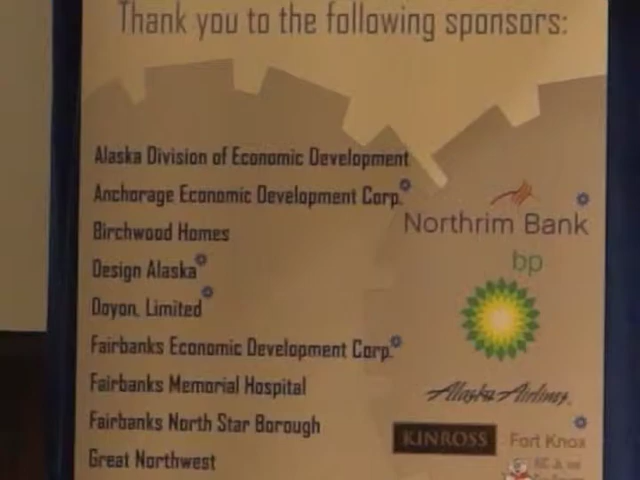 Thank you to the following sponsors:
Alaska Division of Economic Development
Anchorage Economic Development Corp.
Birchwood Homes
Design Alaska
Doyon, Limited
Fairbanks Economic Development Corp.
Fairbanks Memorial Hospital
Fairbanks North Star Borough
Great Northwest
Northrim Bank
bp
Alaska Airlines
KINROSS Fort Knox